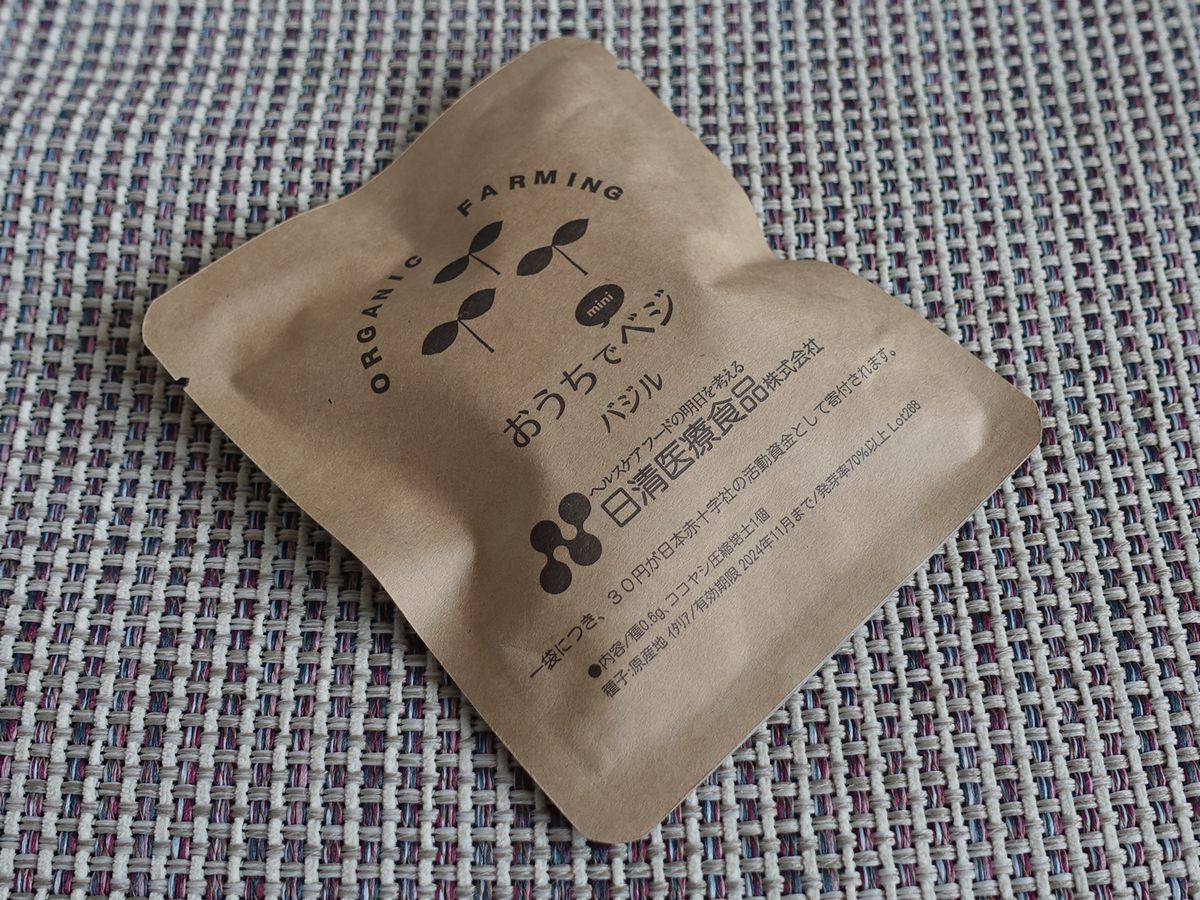 ORGANIC FARMING
mini
おうちでベジ
バジル
ヘルスケアフードの明日を考える
日清医療食品株式会社
一袋につき、30円が日本赤十字社の活動資金として寄付されます。
●内容/種0.6g、ココヤシ圧縮培土1個
種子:原産地 イタリア/有効期限 2024年11月まで/発芽率70%以上 Lot268